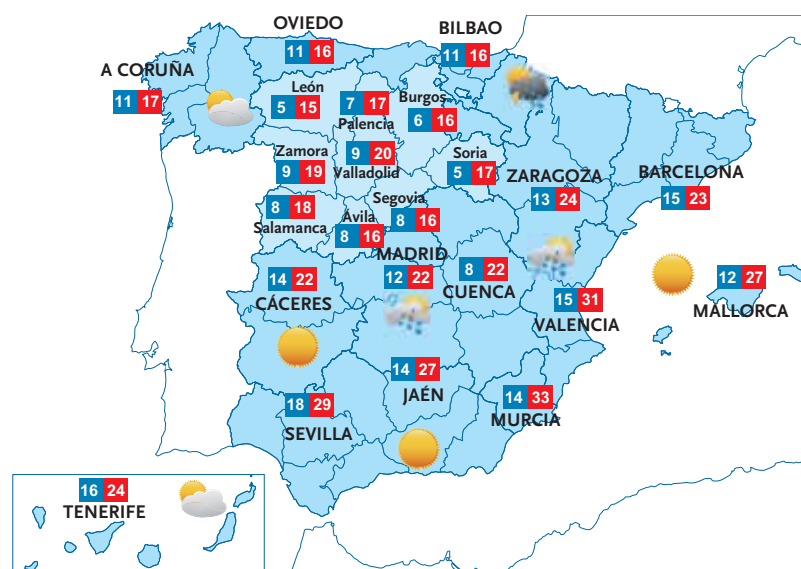 OVIEDO
11 16
BILBAO
11 16
A CORUÑA
11 17
León
5 15
7 17
Palencia
Burgos
6 16
Zamora
9 19
9 20
Valladolid
Soria
5 17
ZARAGOZA
13 24
BARCELONA
15 23
8 18
Salamanca
Ávila
8 16
Segovia
8 16
MADRID
12 22
8 22
CUENCA
14 22
CÁCERES
15 31
VALENCIA
12 27
MALLORCA
14 27
JAÉN
18 29
SEVILLA
14 33
MURCIA
16 24
TENERIFE